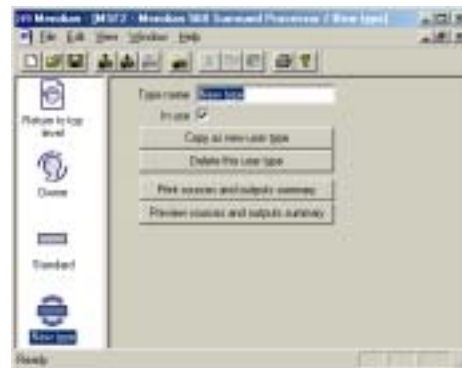 Meridian - [MSR2 - Meridian 568 Surround Processor / New type]
File Edit View Window Help
Return to top
level
Type name New type
In use
Copy as new user type
Delete this user type
Print sources and outputs summary
Preview sources and outputs summary
Owner
Standard
New type
Ready